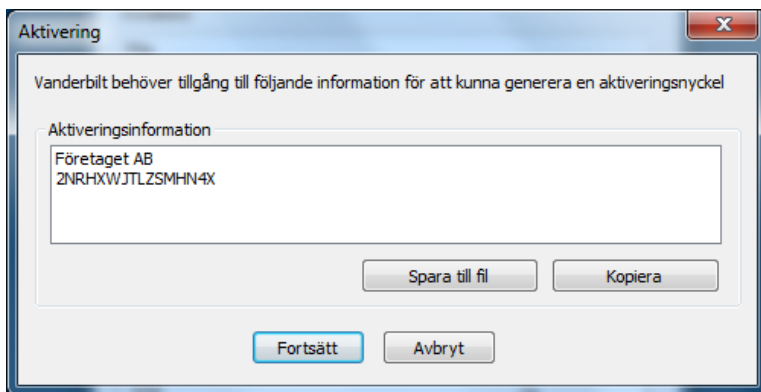 Aktivering
Vanderbilt behöver tillgång till följande information för att kunna generera en aktiveringsnyckel
Aktiveringsinformation
Företaget AB
2NRHXWJTLZSMHN4X
Spara till fil
Kopiera
Fortsätt
Avbryt